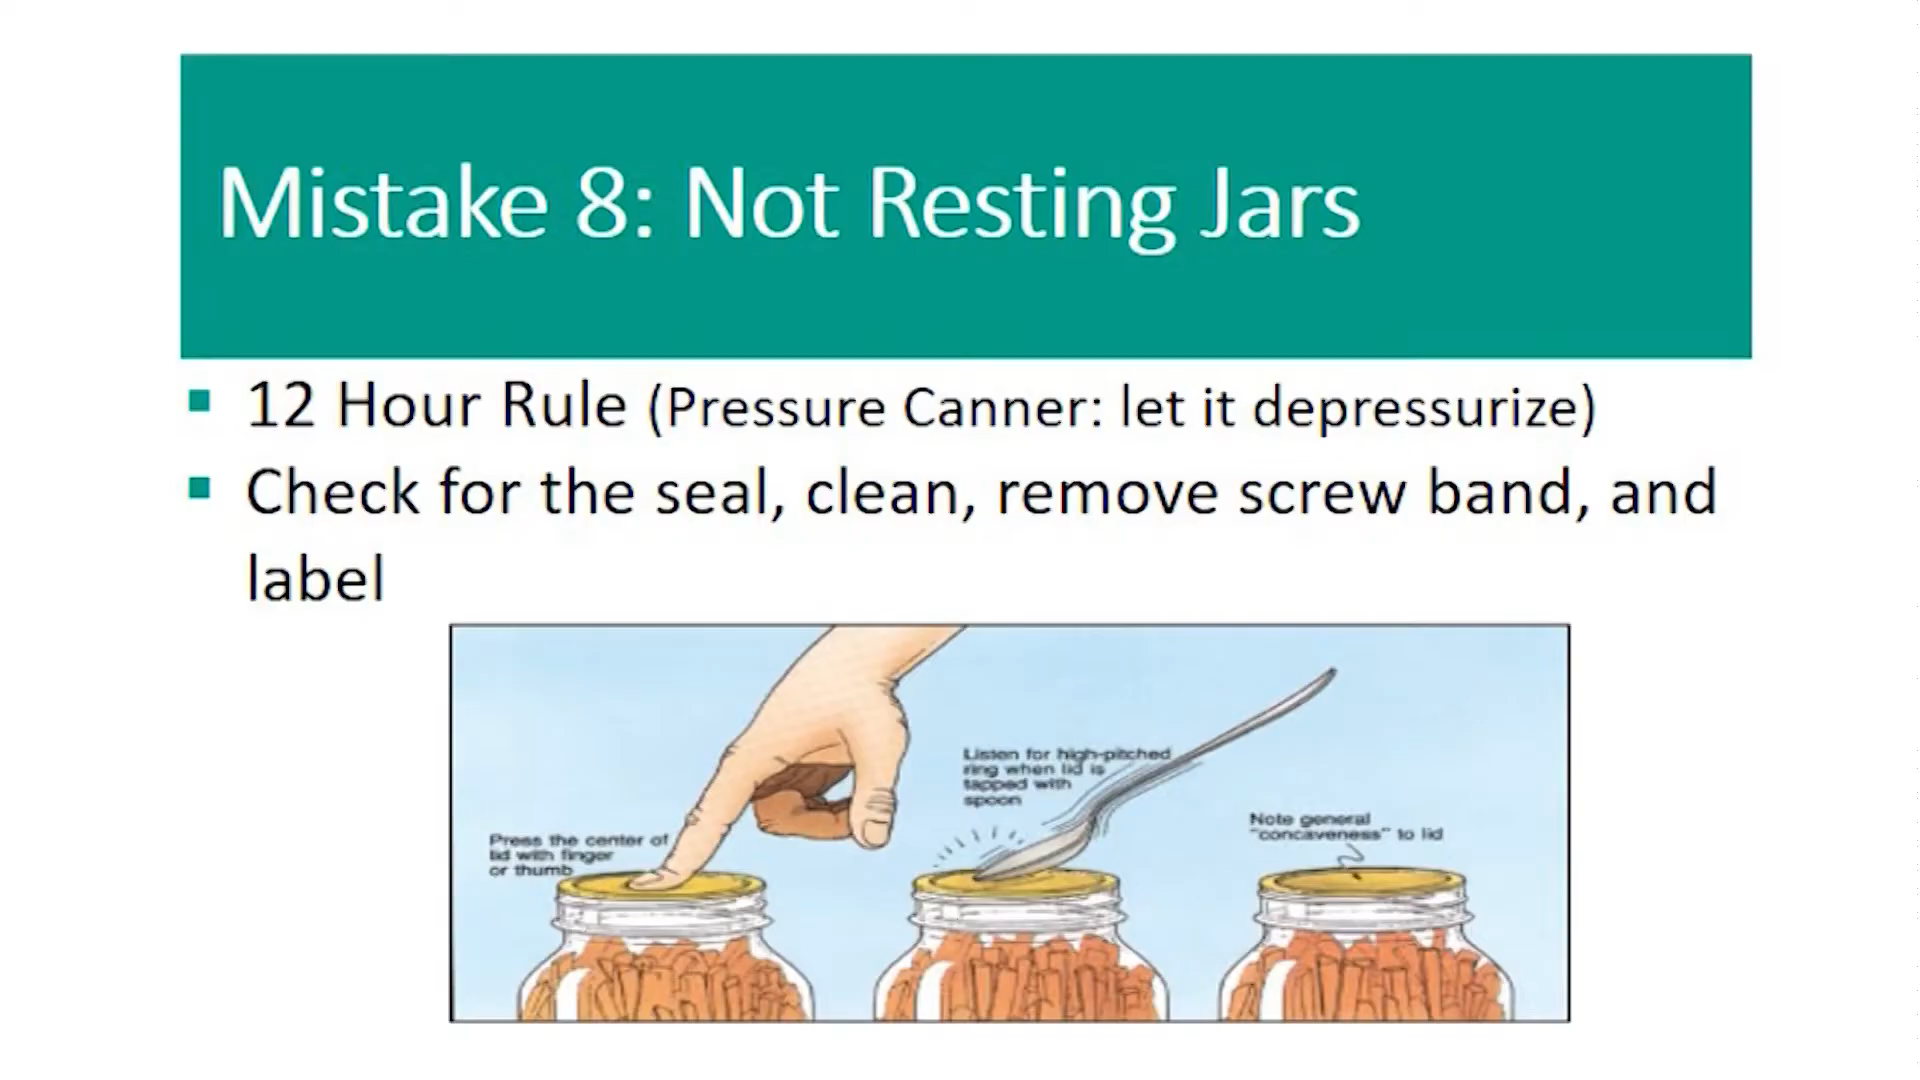 Mistake 8: Not Resting Jars
12 Hour Rule (Pressure Canner: let it depressurize)
Check for the seal, clean, remove screw band, and
label
Press the center of
lid with finger
or thumb
Listen for high-pitched
ring when lid is
tapped with
spoon
Note general
"concaveness" to lid